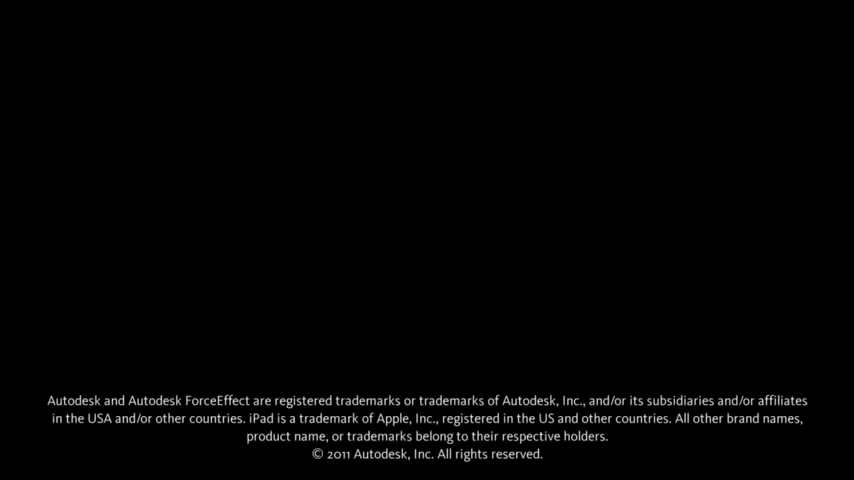 Autodesk and Autodesk ForceEffect are registered trademarks or trademarks of Autodesk, Inc., and/or its subsidiaries and/or affiliates
in the USA and/or other countries. iPad is a trademark of Apple, Inc., registered in the US and other countries. All other brand names,
product name, or trademarks belong to their respective holders.
© 2011 Autodesk, Inc. All rights reserved.